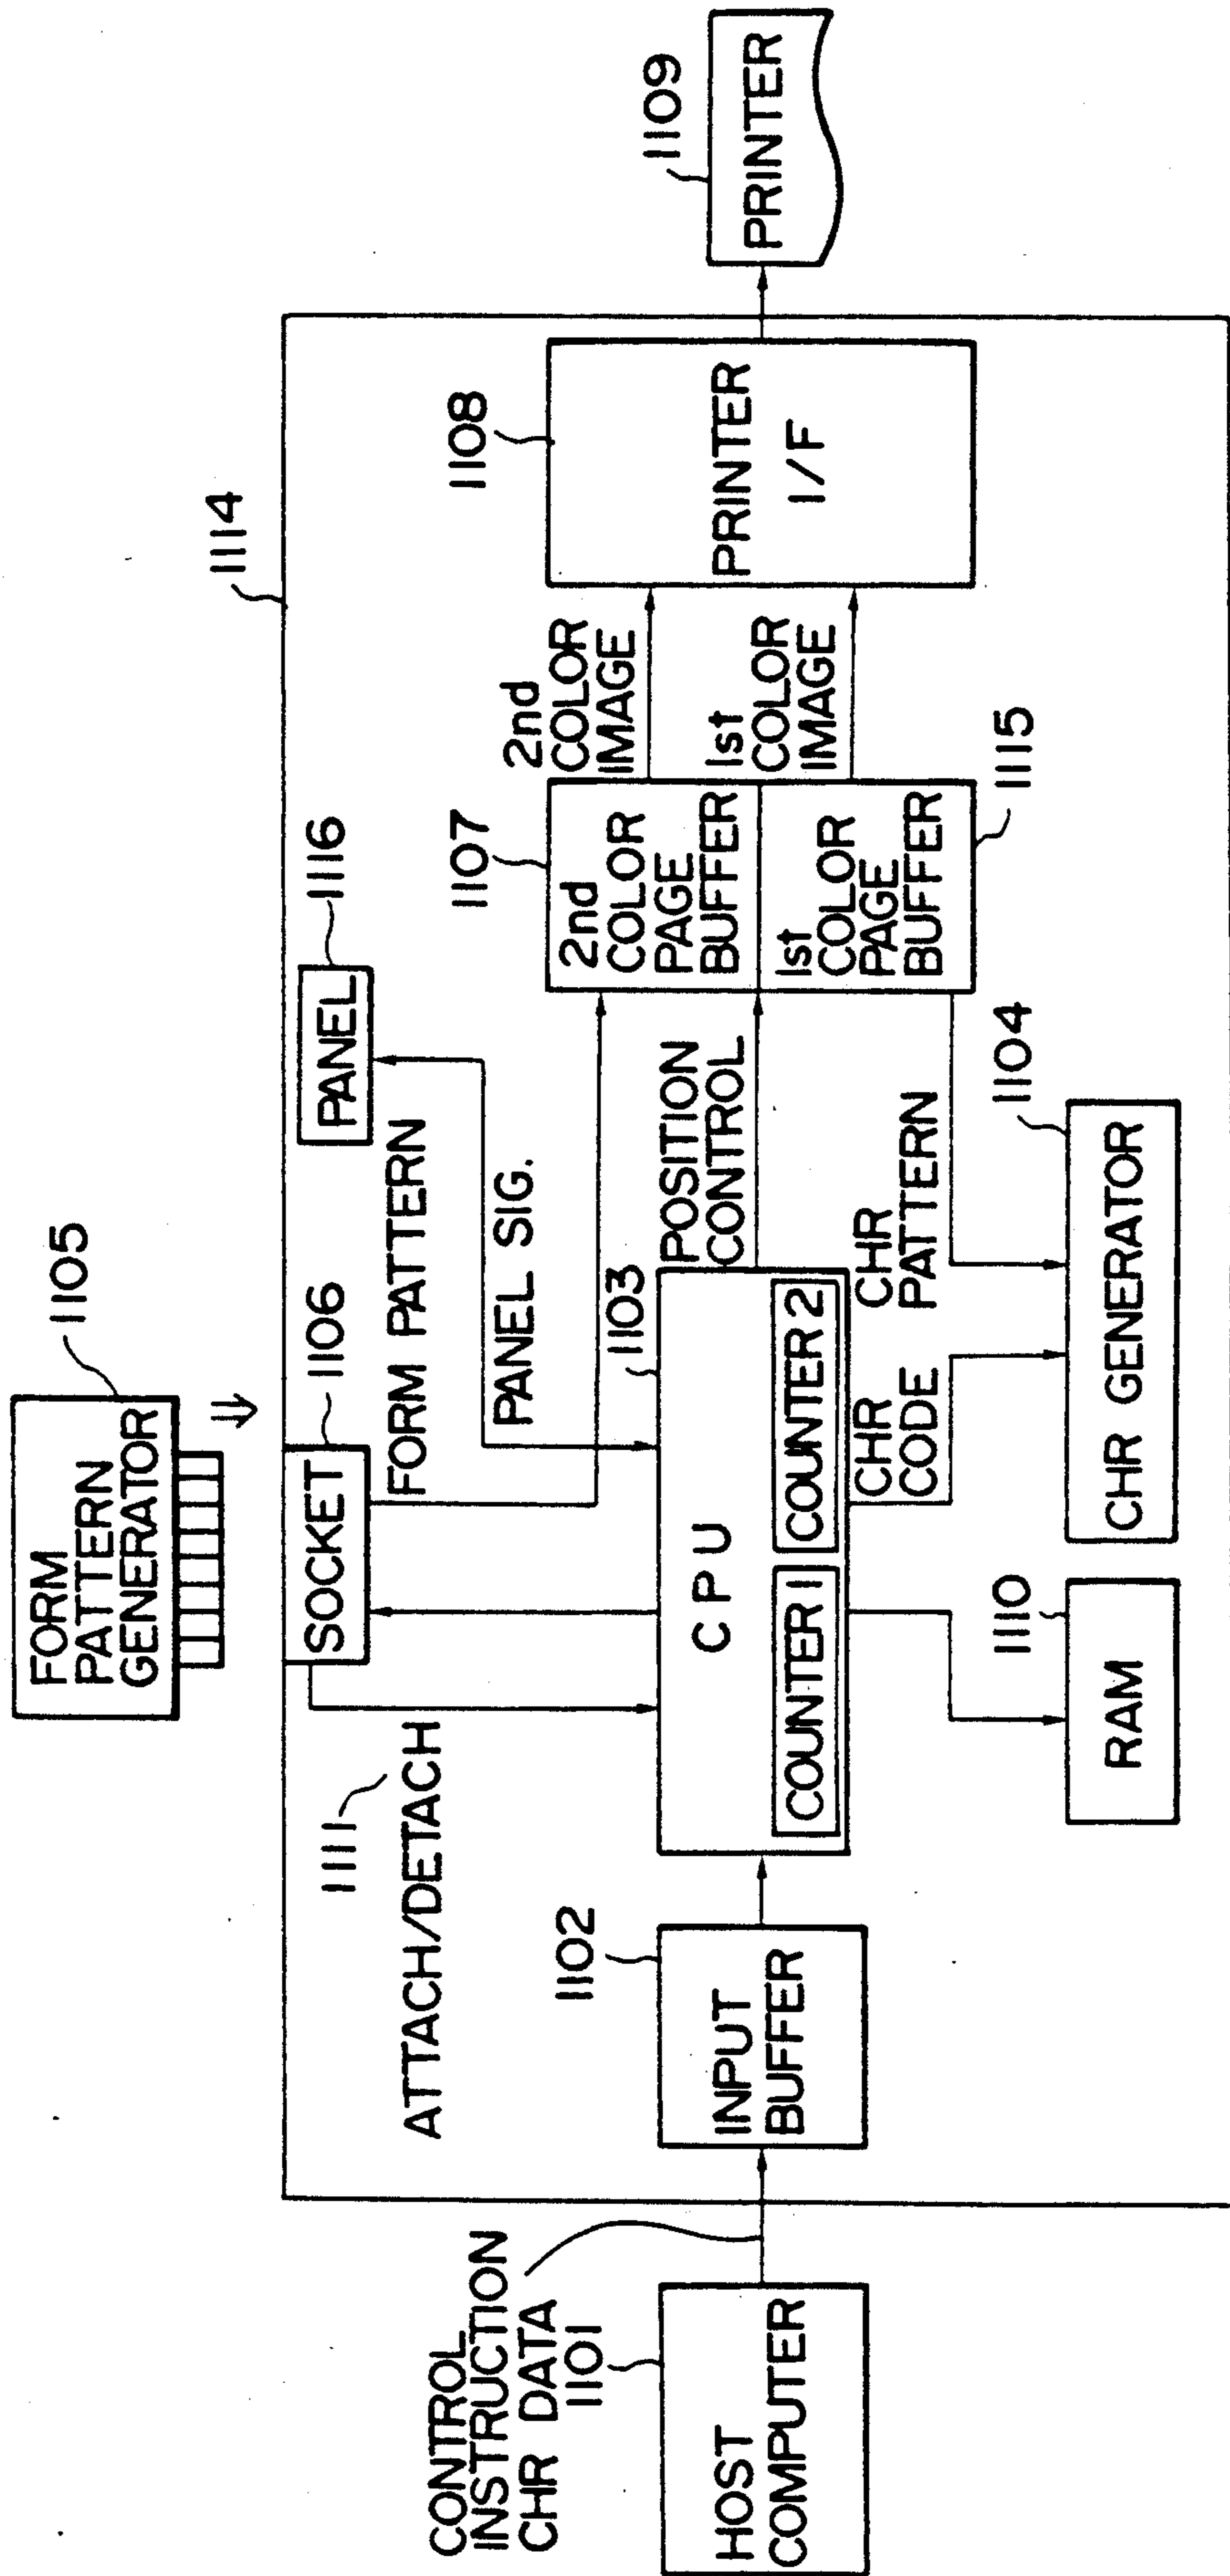 FORM
PATTERN
GENERATOR
1105
⇓
1114
SOCKET
1106
PANEL
1116
1111
ATTACH/DETACH
FORM PATTERN
PANEL SIG.
CONTROL
INSTRUCTION
CHR DATA
1101
HOST
COMPUTER
1102
INPUT
BUFFER
1103
CPU
COUNTER 1
COUNTER 2
POSITION
CONTROL
1107
2nd
COLOR
PAGE
BUFFER
1st
COLOR
PAGE
BUFFER
1115
2nd
COLOR
IMAGE
1st
COLOR
IMAGE
1108
PRINTER
I/F
1109
PRINTER
CHR
CODE
CHR
PATTERN
1110
RAM
1104
CHR GENERATOR